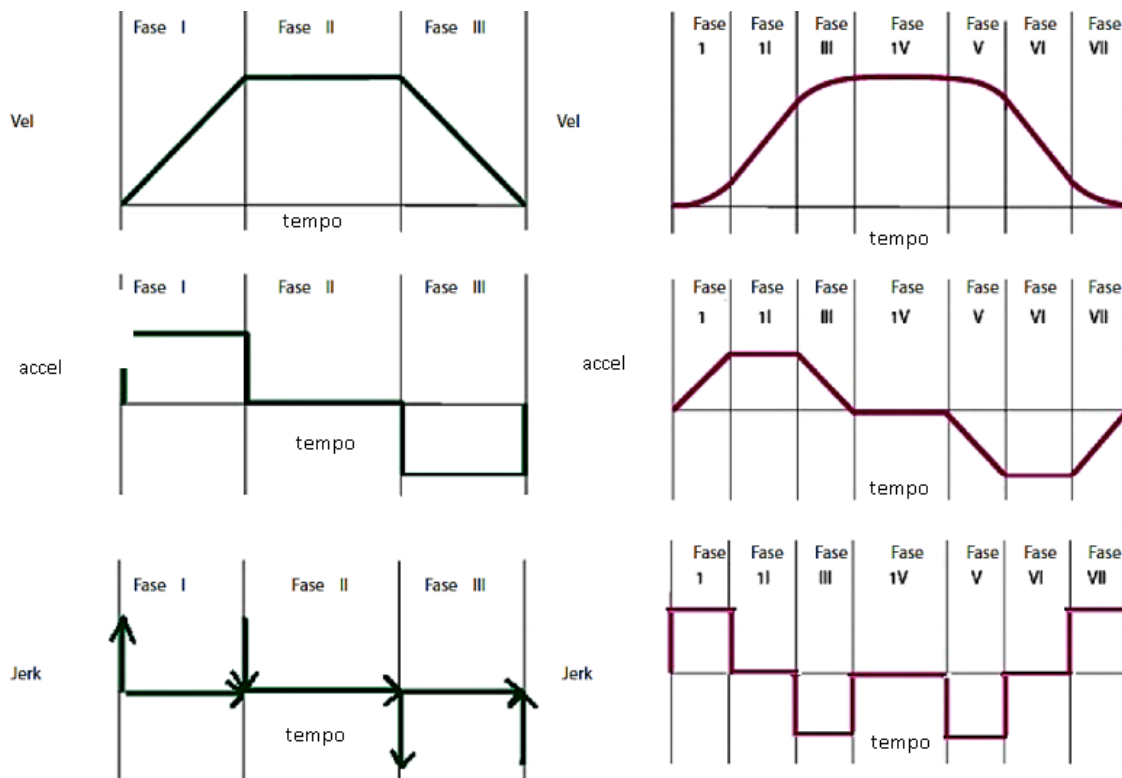 Fase I Fase II Fase III
Vel
tempo
Fase Fase Fase Fase Fase Fase Fase
1 1I III 1V V VI VII
Vel
tempo
Fase I Fase II Fase III
accel
tempo
Fase Fase Fase Fase Fase Fase Fase
1 1I III 1V V VI VII
accel
tempo
Fase I Fase II Fase III
Jerk
tempo
Fase Fase Fase Fase Fase Fase Fase
1 1I III 1V V VI VII
Jerk
tempo